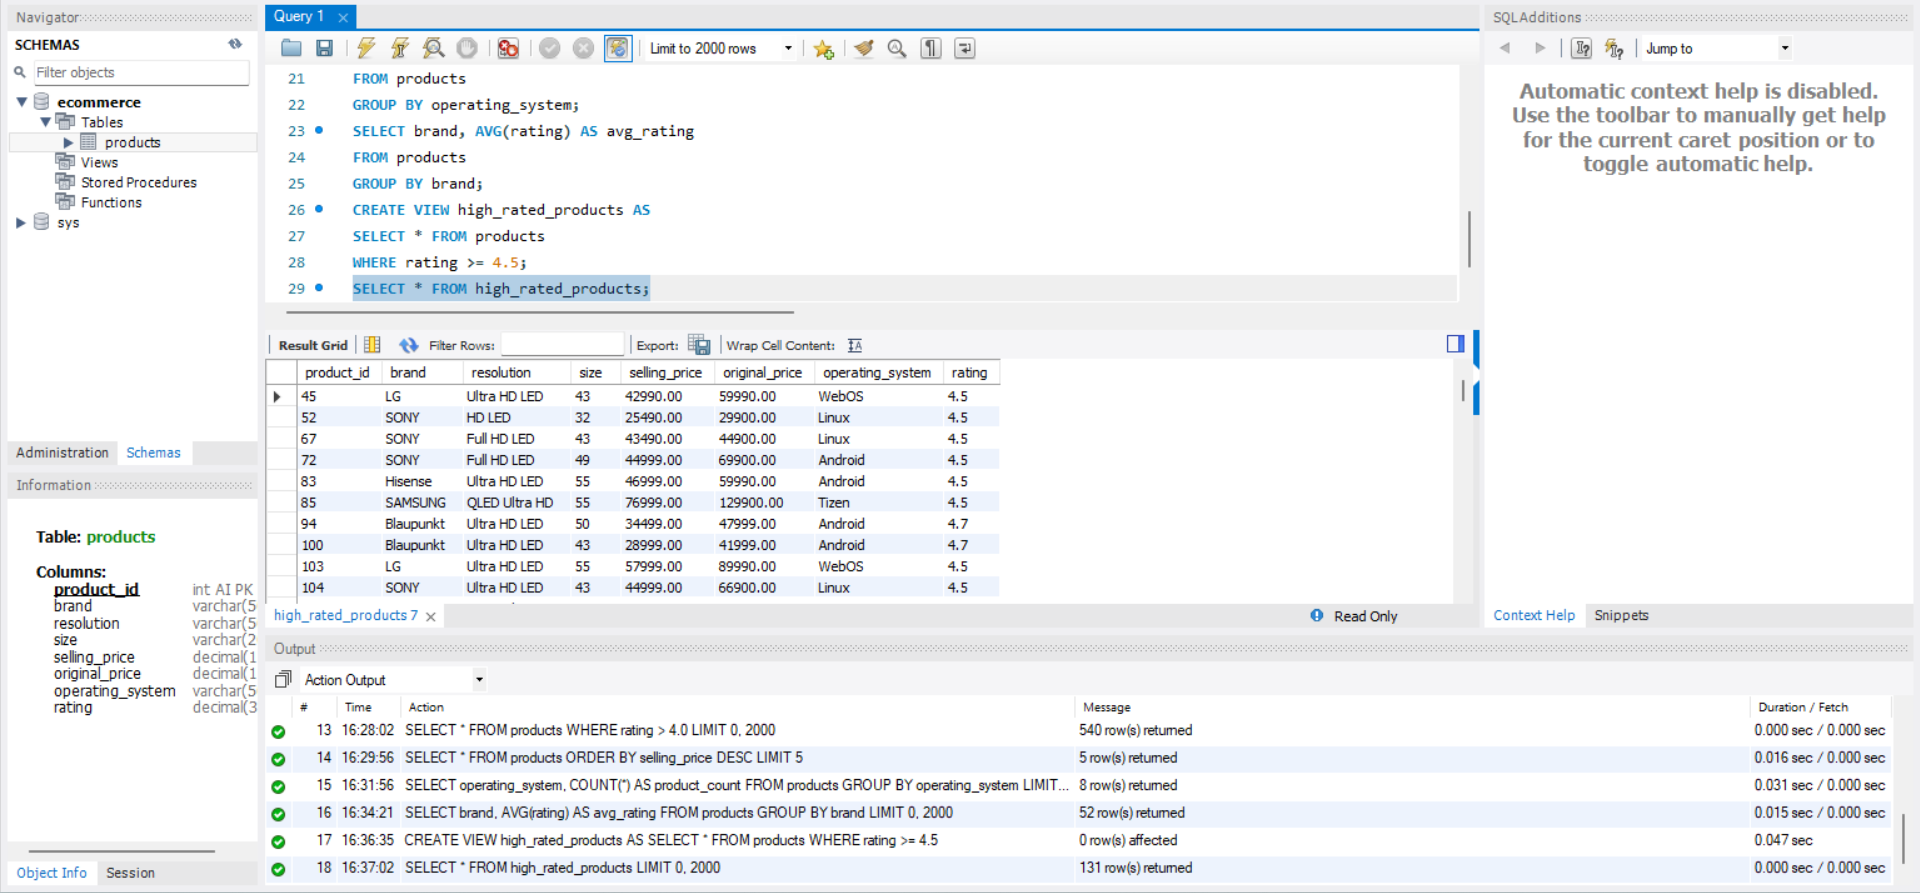 Navigator
SCHEMAS
Filter objects
ecommerce
Tables
products
Views
Stored Procedures
Functions
sys
Administration Schemas
Information
Table: products
Columns:
product_id int AI PK
brand varchar(5
resolution varchar(5
size varchar(2
selling_price decimal(1
original_price decimal(1
operating_system varchar(5
rating decimal(3
Object Info Session
Query 1
Limit to 2000 rows
21 FROM products
22 GROUP BY operating_system;
23 SELECT brand, AVG(rating) AS avg_rating
24 FROM products
25 GROUP BY brand;
26 CREATE VIEW high_rated_products AS
27 SELECT * FROM products
28 WHERE rating >= 4.5;
29 SELECT * FROM high_rated_products;
Result Grid Filter Rows: Export: Wrap Cell Content: IA
product_id brand resolution size selling_price original_price operating_system rating
45 LG Ultra HD LED 43 42990.00 59990.00 WebOS 4.5
52 SONY HD LED 32 25490.00 29900.00 Linux 4.5
67 SONY Full HD LED 43 43490.00 44900.00 Linux 4.5
72 SONY Full HD LED 49 44999.00 69900.00 Android 4.5
83 Hisense Ultra HD LED 55 46999.00 59990.00 Android 4.5
85 SAMSUNG QLED Ultra HD 55 76999.00 129900.00 Tizen 4.5
94 Blaupunkt Ultra HD LED 50 34499.00 47999.00 Android 4.7
100 Blaupunkt Ultra HD LED 43 28999.00 41999.00 Android 4.7
103 LG Ultra HD LED 55 57999.00 89990.00 WebOS 4.5
104 SONY Ultra HD LED 43 44999.00 66900.00 Linux 4.5
high_rated_products 7
Read Only
SQLAdditions
Jump to
Automatic context help is disabled.
Use the toolbar to manually get help
for the current caret position or to
toggle automatic help.
Context Help Snippets
Output
Action Output
# Time Action Message Duration / Fetch
13 16:28:02 SELECT * FROM products WHERE rating > 4.0 LIMIT 0, 2000 540 row(s) returned 0.000 sec / 0.000 sec
14 16:29:56 SELECT * FROM products ORDER BY selling_price DESC LIMIT 5 5 row(s) returned 0.016 sec / 0.000 sec
15 16:31:56 SELECT operating_system, COUNT(*) AS product_count FROM products GROUP BY operating_system LIMIT... 8 row(s) returned 0.031 sec / 0.000 sec
16 16:34:21 SELECT brand, AVG(rating) AS avg_rating FROM products GROUP BY brand LIMIT 0, 2000 52 row(s) returned 0.015 sec / 0.000 sec
17 16:36:35 CREATE VIEW high_rated_products AS SELECT * FROM products WHERE rating >= 4.5 0 row(s) affected 0.047 sec
18 16:37:02 SELECT * FROM high_rated_products LIMIT 0, 2000 131 row(s) returned 0.000 sec / 0.000 sec